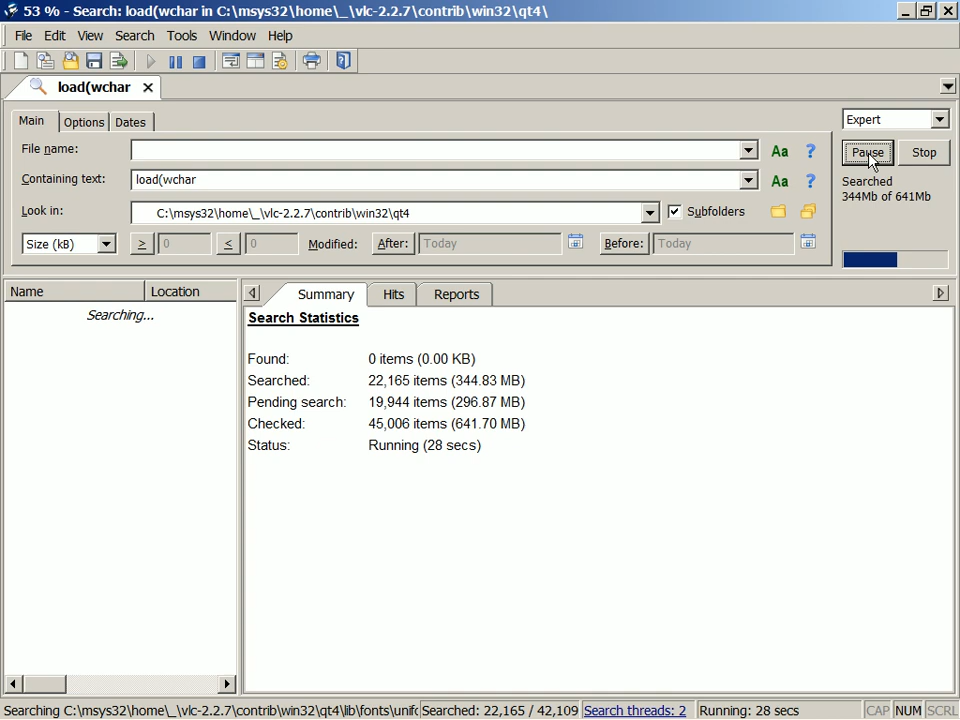 53 % - Search: load(wchar in C:\msys32\home\_\vlc-2.2.7\contrib\win32\qt4\
File Edit View Search Tools Window Help
load(wchar
Main Options Dates
Expert
File name:
Aa ?
Pause Stop
Containing text: load(wchar
Aa ?
Searched
344Mb of 641Mb
Look in: C:\msys32\home\_\vlc-2.2.7\contrib\win32\qt4
Subfolders
Size (kB) > 0 < 0 Modified: After: Today Before: Today
Name Location
Searching...
Summary Hits Reports
Search Statistics
Found: 0 items (0.00 KB)
Searched: 22,165 items (344.83 MB)
Pending search: 19,944 items (296.87 MB)
Checked: 45,006 items (641.70 MB)
Status: Running (28 secs)
Searching C:\msys32\home\_\vlc-2.2.7\contrib\win32\qt4\lib\fonts\unifo Searched: 22,165 / 42,109 Search threads: 2 Running: 28 secs CAP NUM SCRL